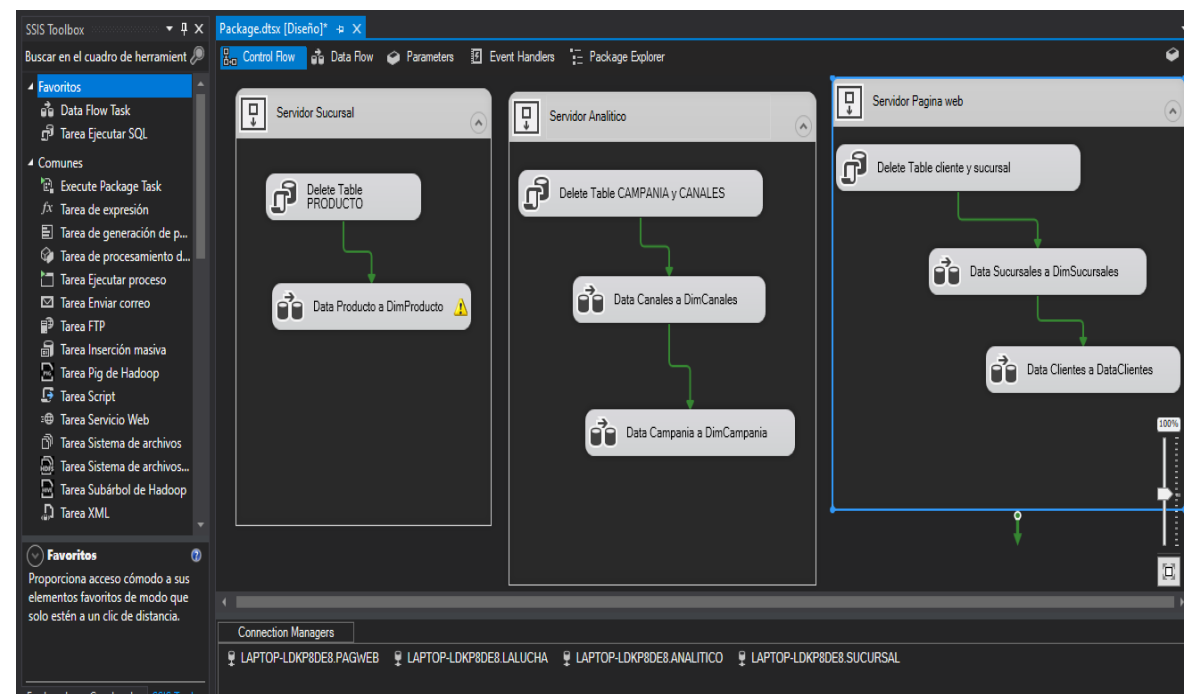 SSIS Toolbox
Buscar en el cuadro de herramient
Favoritos
Data Flow Task
Tarea Ejecutar SQL
Comunes
Execute Package Task
fx Tarea de expresión
Tarea de generación de p...
Tarea de procesamiento d...
Tarea Ejecutar proceso
Tarea Enviar correo
Tarea FTP
Tarea Inserción masiva
Tarea Pig de Hadoop
Tarea Script
Tarea Servicio Web
Tarea Sistema de archivos
Tarea Sistema de archivos...
Tarea Subárbol de Hadoop
Tarea XML
Favoritos
Proporciona acceso cómodo a sus
elementos favoritos de modo que
solo estén a un clic de distancia.
Package.dtsx [Diseño]*
Control Flow
Data Flow
Parameters
Event Handlers
Package Explorer
Servidor Sucursal
Delete Table
PRODUCTO
Data Producto a DimProducto
Servidor Analitico
Delete Table CAMPANIA y CANALES
Data Canales a DimCanales
Data Campania a DimCampania
Servidor Pagina web
Delete Table cliente y sucursal
Data Sucursales a DimSucursales
Data Clientes a DataClientes
100%
Connection Managers
LAPTOP-LDKP8DE8.PAGWEB
LAPTOP-LDKP8DE8.LALUCHA
LAPTOP-LDKP8DE8.ANALITICO
LAPTOP-LDKP8DE8.SUCURSAL